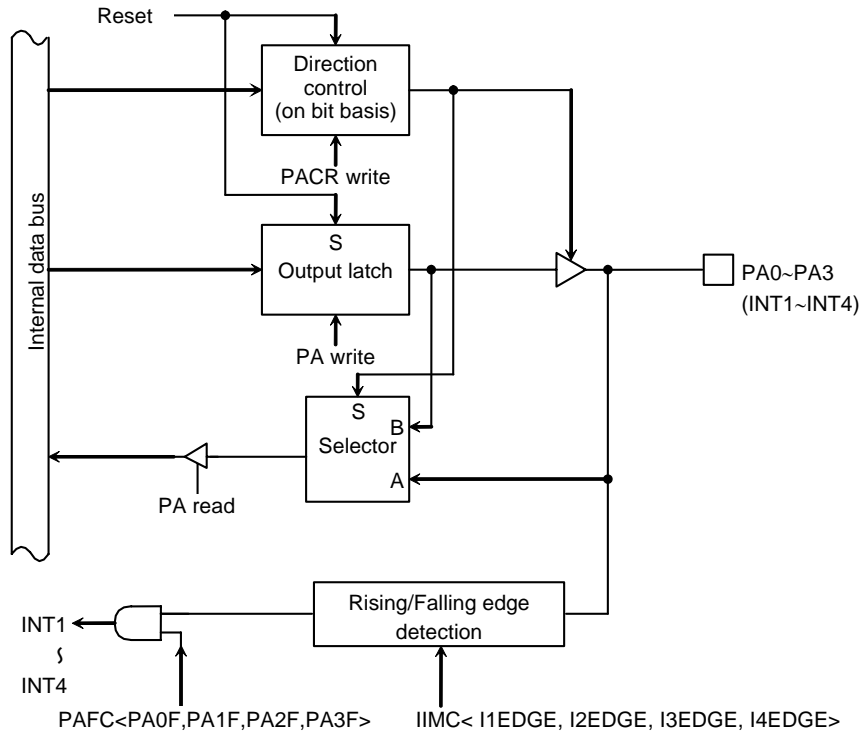 Reset
Direction
control
(on bit basis)
PACR write
Internal data bus
S
Output latch
PA0~PA3
(INT1~INT4)
PA write
S
B
Selector
A
PA read
Rising/Falling edge
detection
INT1
~
INT4
PAFC<PA0F,PA1F,PA2F,PA3F>
IIMC< I1EDGE, I2EDGE, I3EDGE, I4EDGE>